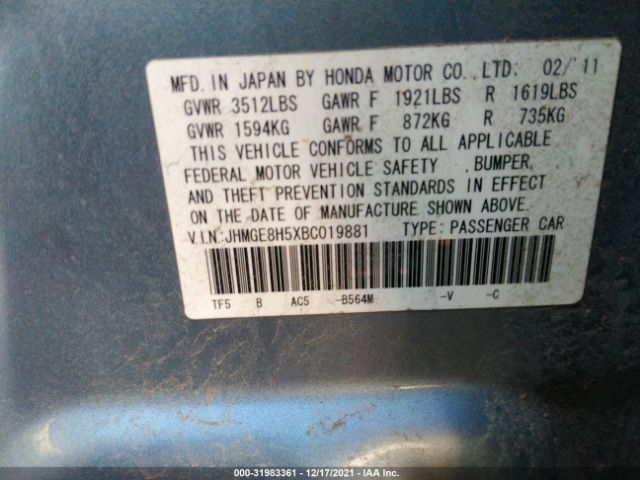 MFD. IN JAPAN BY HONDA MOTOR CO.,LTD: 02/'11
GVWR 3512LBS GAWR F 1921LBS R 1619LBS
GVWR 1594KG GAWR F 872KG R 735KG
THIS VEHICLE CONFORMS TO ALL APPLICABLE
FEDERAL MOTOR VEHICLE SAFETY , BUMPER,
AND THEFT PREVENTION STANDARDS IN EFFECT
ON THE DATE OF MANUFACTURE SHOWN ABOVE.
V.I.N:JHMGE8H5XBC019881 TYPE: PASSENGER CAR
TF5 B AC5 -B564M -V -C
000-31983361 - 12/17/2021 - IAA Inc.